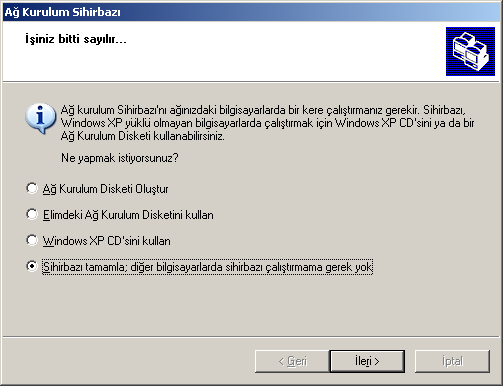 Ağ Kurulum Sihirbazı
İşiniz bitti sayılır...
Ağ kurulum Sihirbazı'nı ağınızdaki bilgisayarlarda bir kere çalıştırmanız gerekir. Sihirbazı,
Windows XP yüklü olmayan bilgisayarlarda çalıştırmak için Windows XP CD'sini ya da bir
Ağ Kurulum Disketi kullanabilirsiniz.
Ne yapmak istiyorsunuz?
Ağ Kurulum Disketi Oluştur
Elimdeki Ağ Kurulum Disketini kullan
Windows XP CD'sini kullan
Sihirbazı tamamla; diğer bilgisayarlarda sihirbazı çalıştırmama gerek yok
< Geri
İleri >
İptal